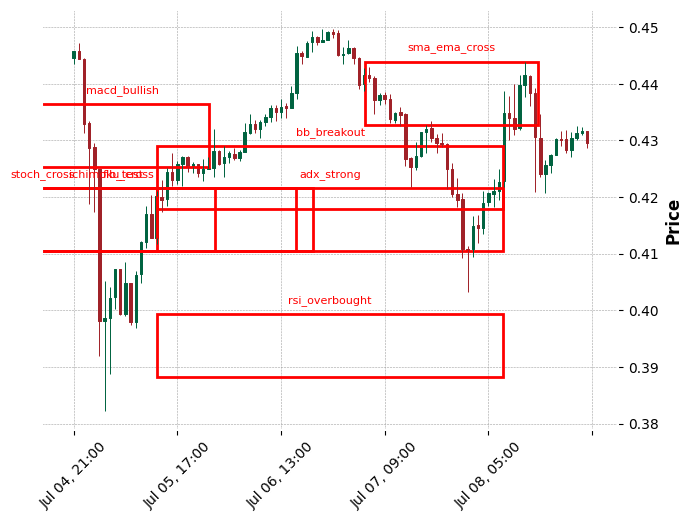 sma_ema_cross
macd_bullish
bb_breakout
stoch_cross
adx_strong
rsi_overbought
0.45
0.44
0.43
0.42
0.41
0.40
0.39
0.38
Price
Jul 04, 21:00
Jul 05, 17:00
Jul 06, 13:00
Jul 07, 09:00
Jul 08, 05:00